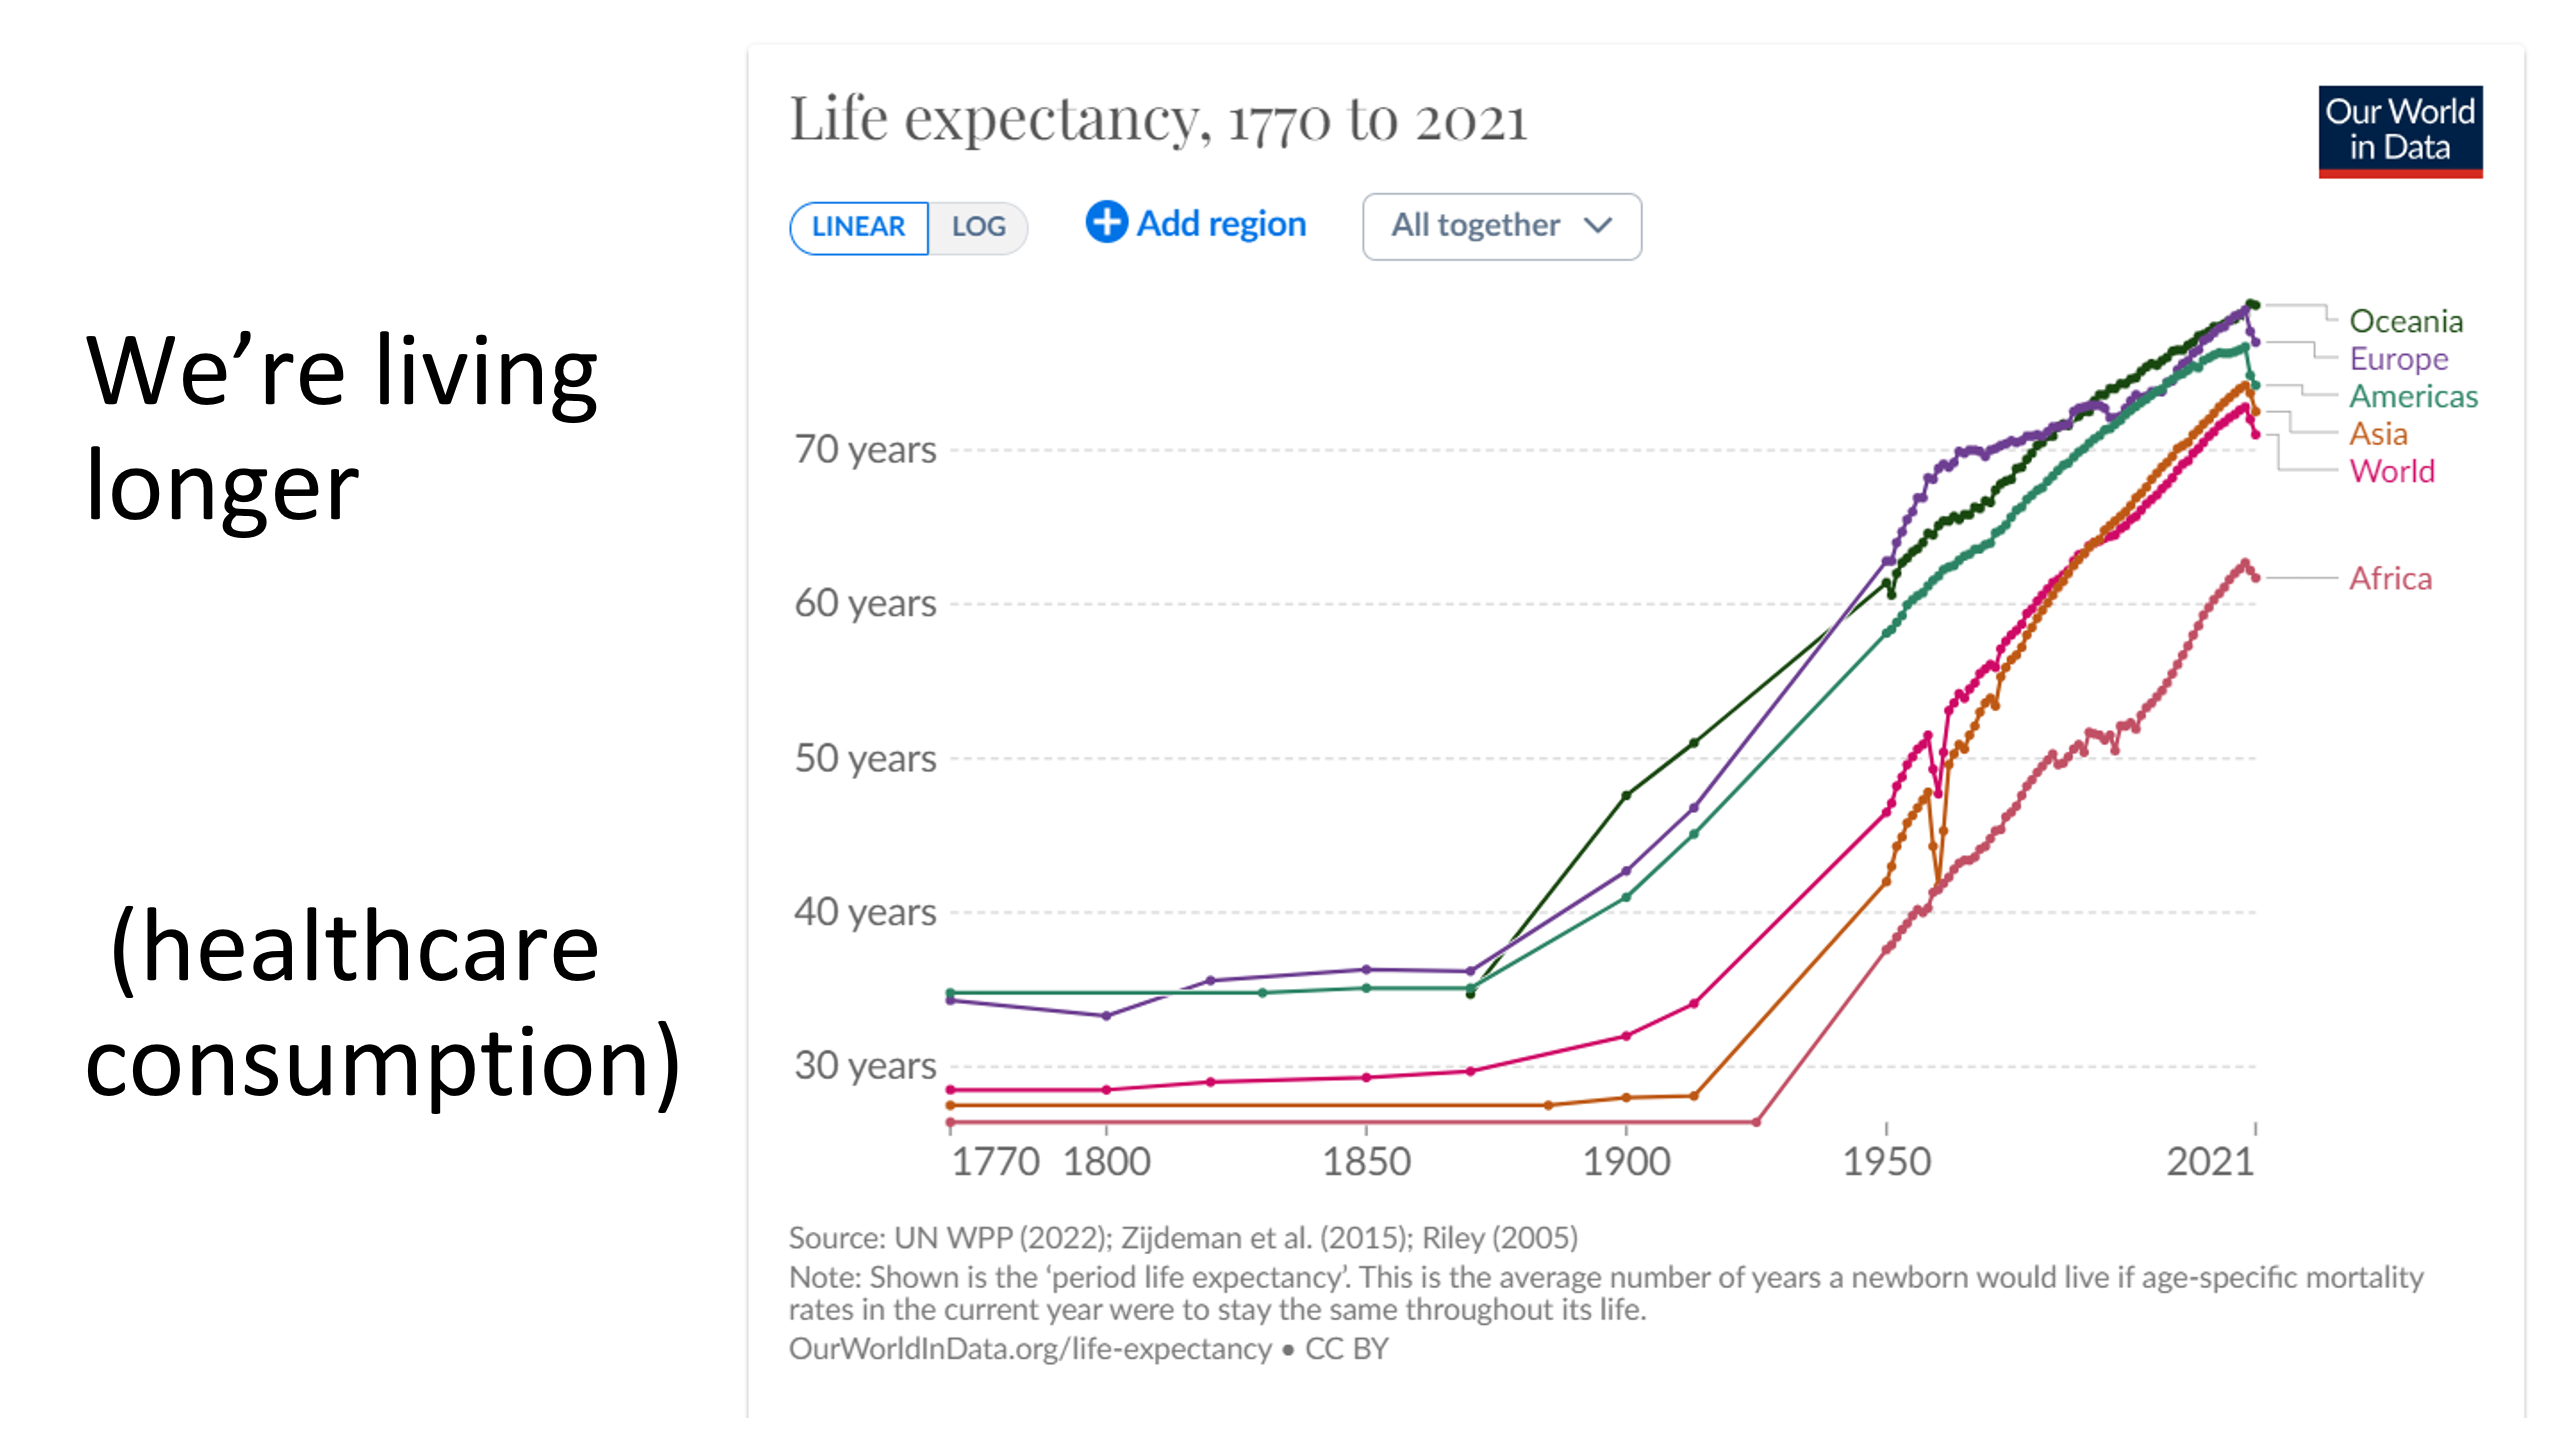 We’re living
longer
(healthcare
consumption)
Life expectancy, 1770 to 2021
Our World
in Data
LINEAR LOG Add region All together
Oceania
Europe
Americas
Asia
World
Africa
70 years
60 years
50 years
40 years
30 years
1770 1800 1850 1900 1950 2021
Source: UN WPP (2022); Zijdeman et al. (2015); Riley (2005)
Note: Shown is the ‘period life expectancy’. This is the average number of years a newborn would live if age-specific mortality
rates in the current year were to stay the same throughout its life.
OurWorldInData.org/life-expectancy • CC BY